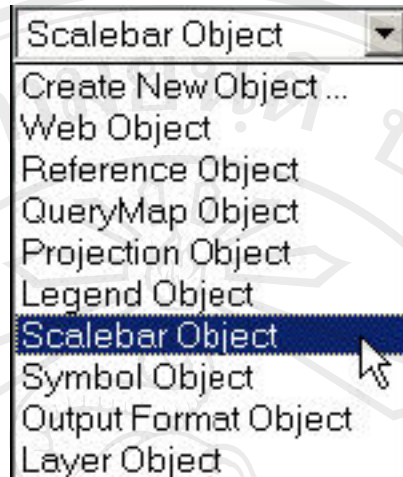 Scalebar Object
Create New Object ...
Web Object
Reference Object
QueryMap Object
Projection Object
Legend Object
Scalebar Object
Symbol Object
Output Format Object
Layer Object